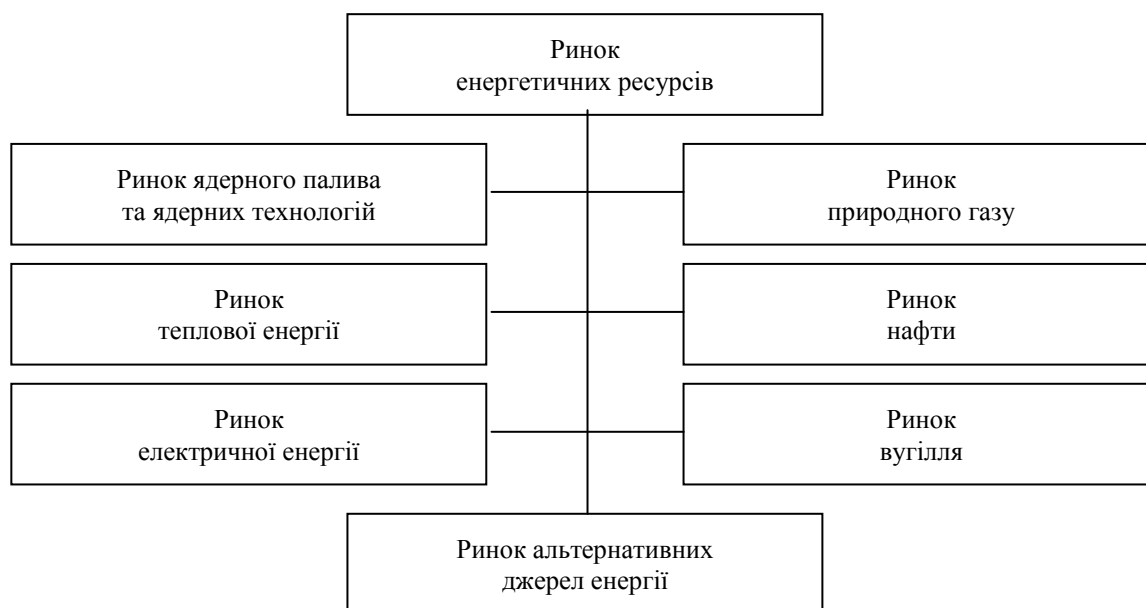 Ринок
енергетичних ресурсів
Ринок ядерного палива
та ядерних технологій
Ринок
природного газу
Ринок
теплової енергії
Ринок
нафти
Ринок
електричної енергії
Ринок
вугілля
Ринок альтернативних
джерел енергії